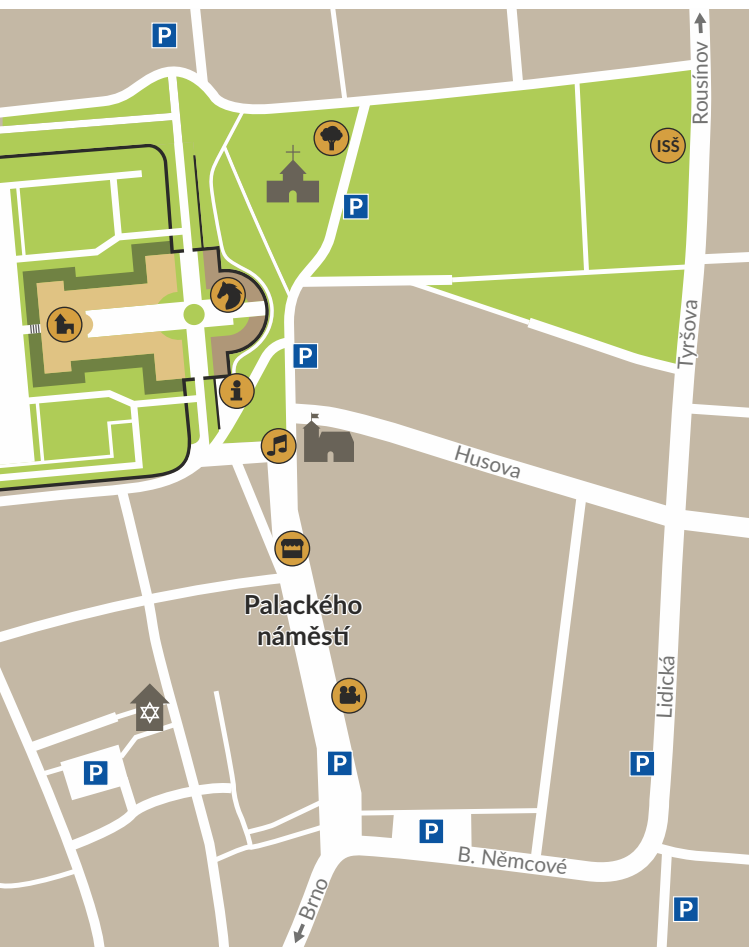 P
Rousínov
ISŠ
P
Tyršova
P
Husova
Palackého
náměstí
Lidická
P
P
P
P
B. Němcové
Brno
P